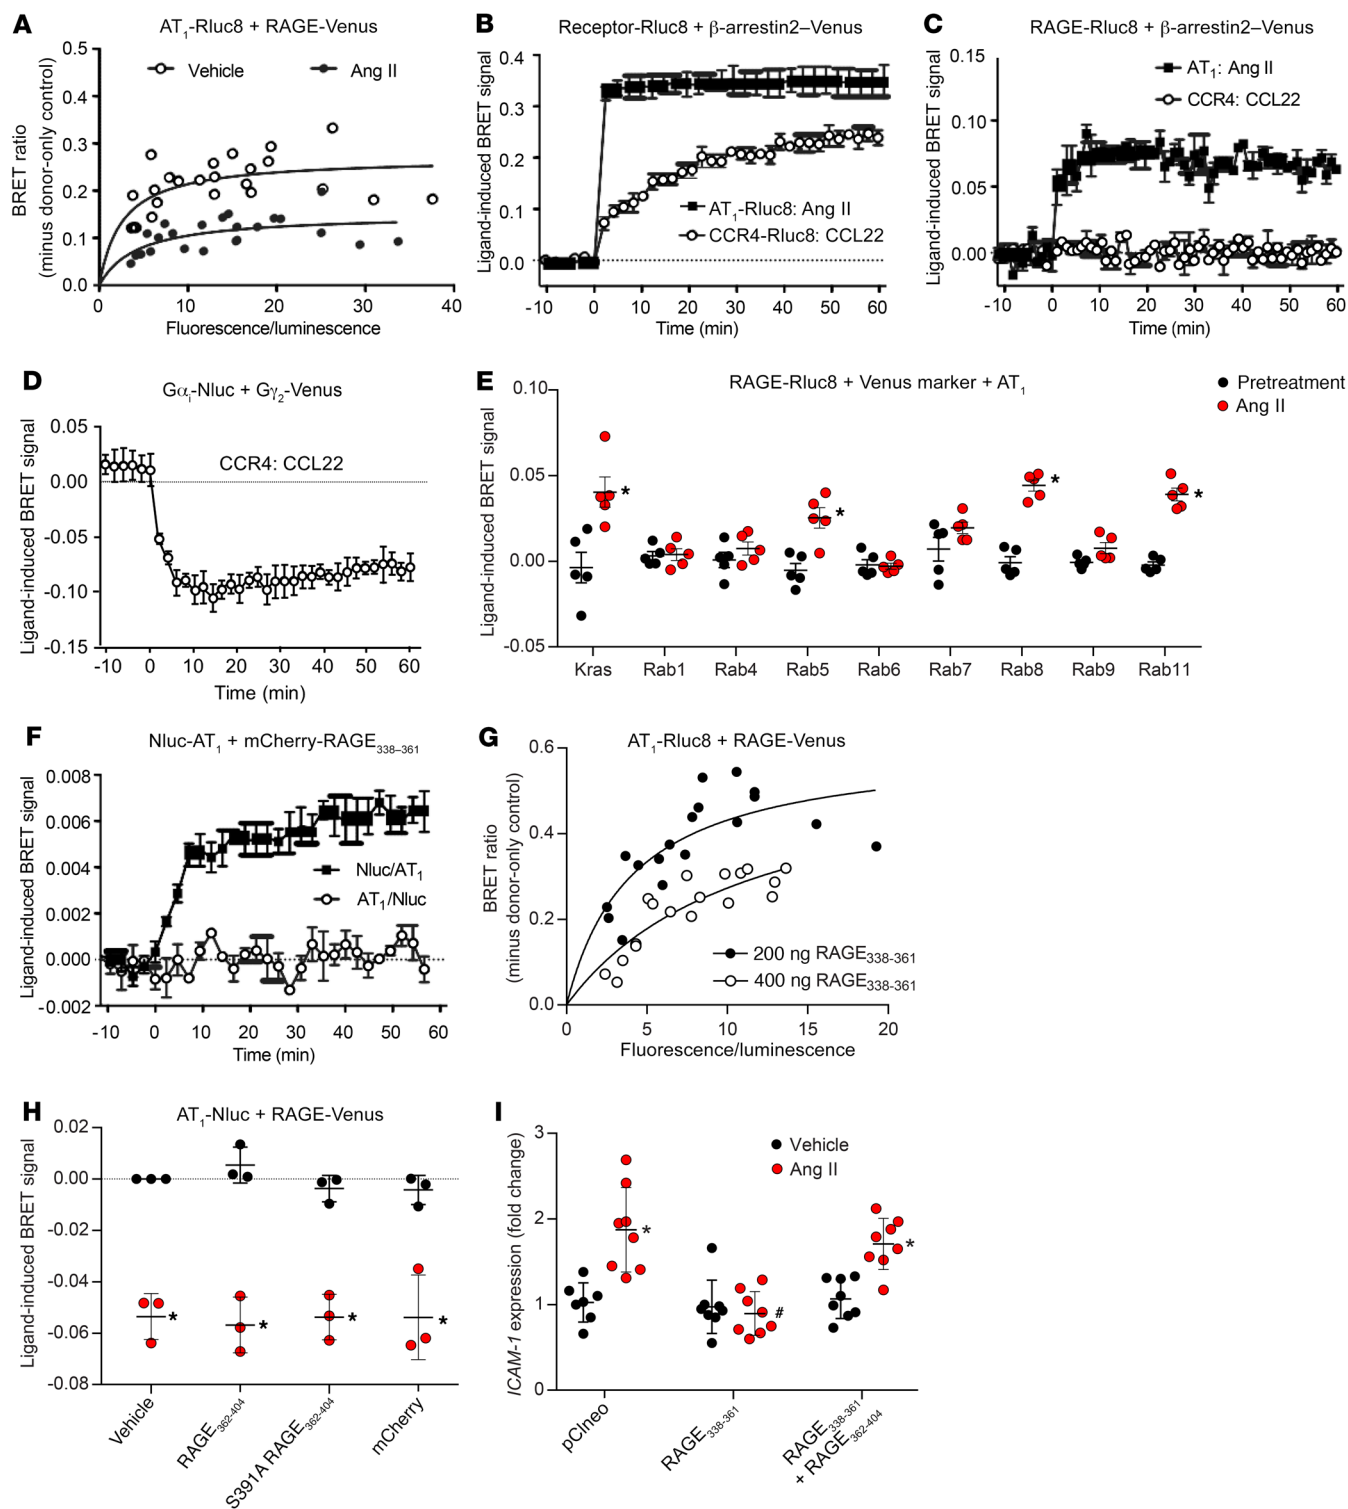 A
AT1-Rluc8 + RAGE-Venus
BRET ratio
(minus donor-only control)
0.5
0.4
0.3
0.2
0.1
0.0
Vehicle
Ang II
0
10
20
30
40
Fluorescence/luminescence
B
Receptor-Rluc8 + β-arrestin2–Venus
Ligand-induced BRET signal
0.4
0.3
0.2
0.1
0.0
AT1-Rluc8: Ang II
CCR4-Rluc8: CCL22
-10
0
10
20
30
40
50
60
Time (min)
C
RAGE-Rluc8 + β-arrestin2–Venus
Ligand-induced BRET signal
0.15
0.10
0.05
0.00
AT1: Ang II
CCR4: CCL22
-10
0
10
20
30
40
50
60
Time (min)
D
Gαi-Nluc + Gγ2-Venus
Ligand-induced BRET signal
0.05
0.00
-0.05
-0.10
-0.15
CCR4: CCL22
-10
0
10
20
30
40
50
60
Time (min)
E
RAGE-Rluc8 + Venus marker + AT1
Pretreatment
Ang II
Ligand-induced BRET signal
0.10
0.05
0.00
-0.05
*
*
*
*
Kras
Rab1
Rab4
Rab5
Rab6
Rab7
Rab8
Rab9
Rab11
F
Nluc-AT1 + mCherry-RAGE338–361
Ligand-induced BRET signal
0.008
0.006
0.004
0.002
0.000
-0.002
Nluc/AT1
AT1/Nluc
-10
0
10
20
30
40
50
60
Time (min)
G
AT1-Rluc8 + RAGE-Venus
BRET ratio
(minus donor-only control)
0.6
0.4
0.2
0.0
200 ng RAGE338-361
400 ng RAGE338-361
0
5
10
15
20
Fluorescence/luminescence
H
AT1-Nluc + RAGE-Venus
Ligand-induced BRET signal
0.02
0.00
-0.02
-0.04
-0.06
-0.08
*
*
*
*
Vehicle
RAGE362-404
S391A RAGE362-404
mCherry
I
ICAM-1 expression (fold change)
3
2
1
0
Vehicle
Ang II
*
#
*
pCIneo
RAGE338-361
RAGE338-361
+ RAGE362-404